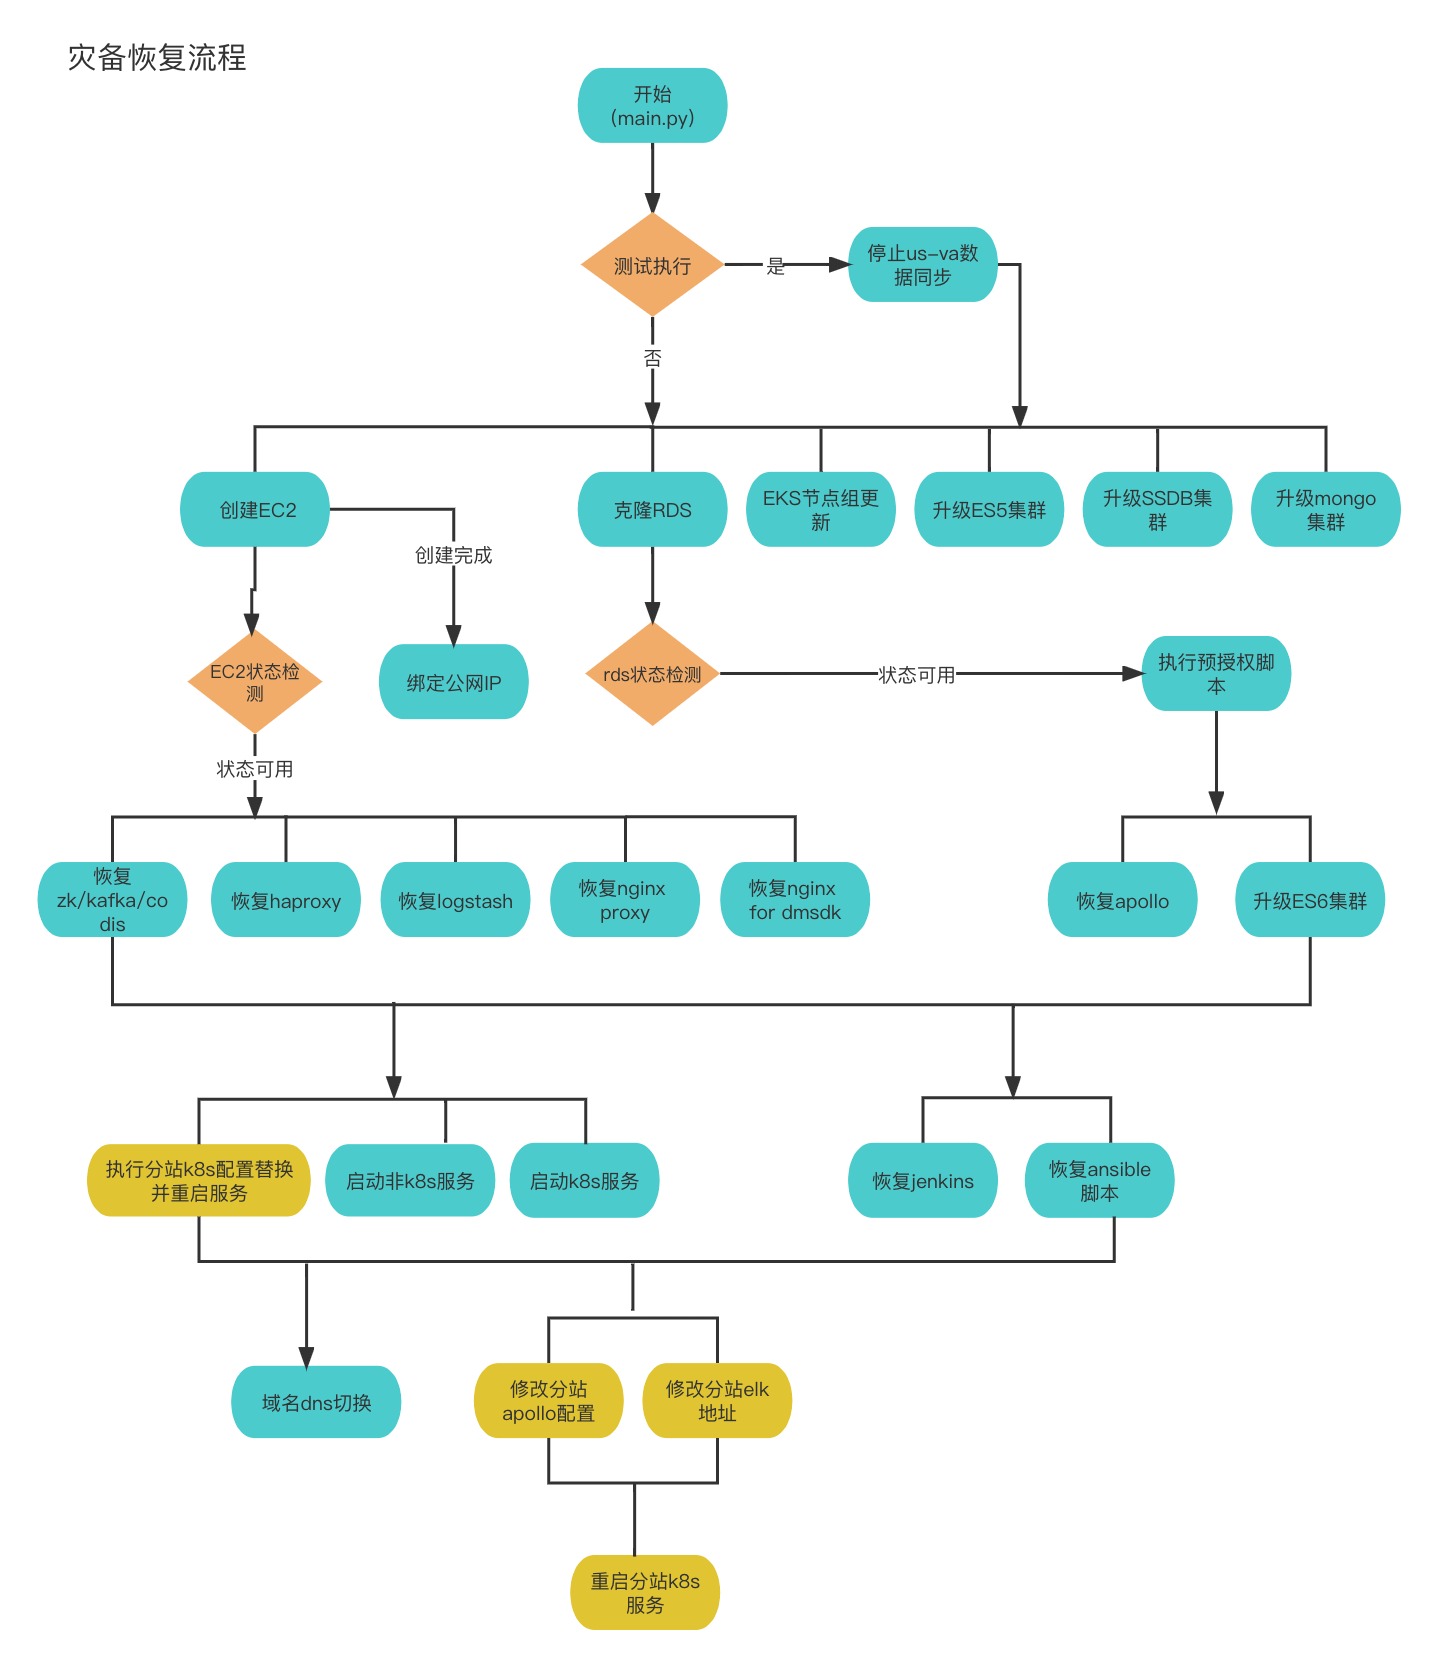 灾备恢复流程
开始
(main.py)
测试执行
是
停止us-va数
据同步
否
创建EC2
克隆RDS
EKS节点组更
新
升级ES5集群
升级SSDB集
群
升级mongo
集群
创建完成
EC2状态检
测
绑定公网IP
rds状态检测
状态可用
执行预授权脚
本
状态可用
恢复
zk/kafka/co
dis
恢复haproxy
恢复logstash
恢复nginx
proxy
恢复nginx
for dmsdk
恢复apollo
升级ES6集群
执行分站k8s配置替换
并重启服务
启动非k8s服务
启动k8s服务
恢复jenkins
恢复ansible
脚本
域名dns切换
修改分站
apollo配置
修改分站elk
地址
重启分站k8s
服务